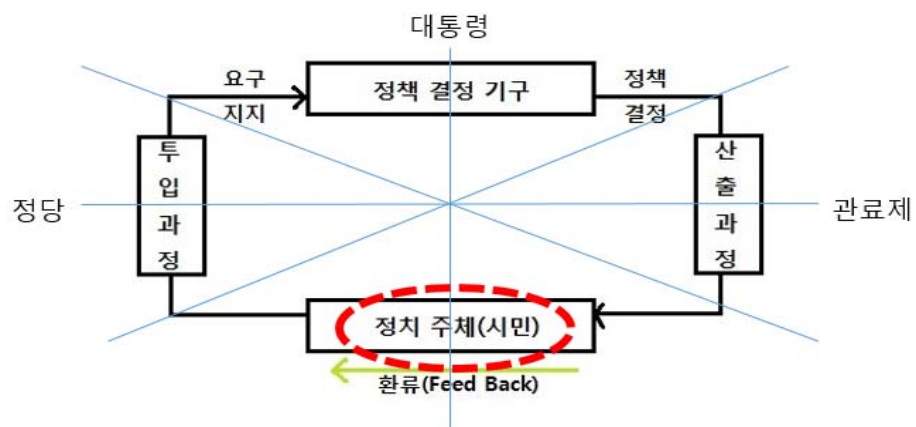 대통령
요구
지지
정책 결정 기구
정책
결정
투입과정
산출과정
정당
관료제
정치 주체(시민)
환류(Feed Back)